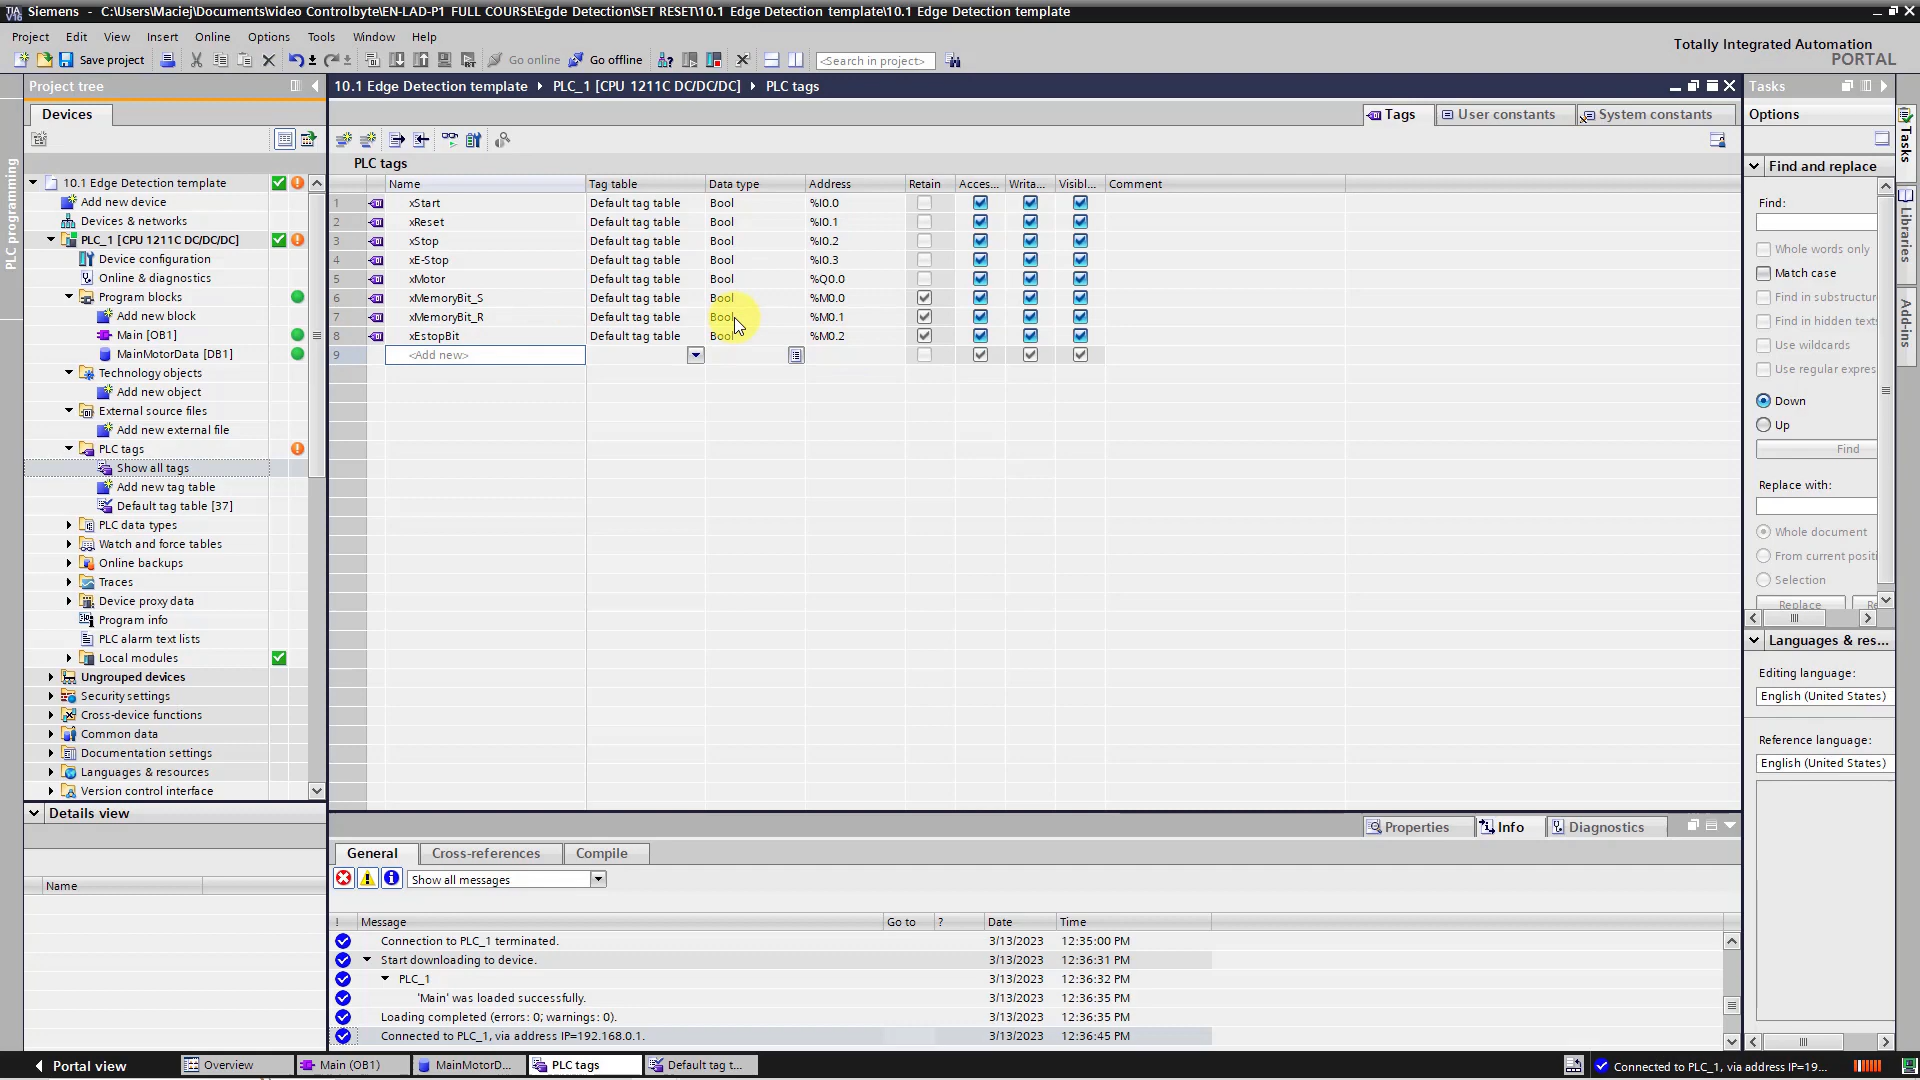 Siemens - C:\Users\Maciej\Documents\video Controlbyte\EN-LAD-P1 FULL COURSE\Egde Detection\SET RESET\10.1 Edge Detection template\10.1 Edge Detection template
Project Edit View Insert Online Options Tools Window Help
Totally Integrated Automation
PORTAL
Save project Go online Go offline <Search in project>
Project tree
10.1 Edge Detection template PLC_1 [CPU 1211C DC/DC/DC] PLC tags
Tasks
Devices
Tags User constants System constants
Options
PLC programming
PLC tags
Find and replace
Name Tag table Data type Address Retain Acces... Writa... Visibl... Comment
1 xStart Default tag table Bool %I0.0
2 xReset Default tag table Bool %I0.1
3 xStop Default tag table Bool %I0.2
4 xE-Stop Default tag table Bool %I0.3
5 xMotor Default tag table Bool %Q0.0
6 xMemoryBit_S Default tag table Bool %M0.0
7 xMemoryBit_R Default tag table Bool %M0.1
8 xEstopBit Default tag table Bool %M0.2
9 <Add new>
10.1 Edge Detection template
Add new device
Devices & networks
PLC_1 [CPU 1211C DC/DC/DC]
Device configuration
Online & diagnostics
Program blocks
Add new block
Main [OB1]
MainMotorData [DB1]
Technology objects
Add new object
External source files
Add new external file
PLC tags
Show all tags
Add new tag table
Default tag table [37]
PLC data types
Watch and force tables
Online backups
Traces
Device proxy data
Program info
PLC alarm text lists
Local modules
Ungrouped devices
Security settings
Cross-device functions
Common data
Documentation settings
Languages & resources
Version control interface
Details view
Name
Find:
Whole words only
Match case
Find in substructur
Find in hidden texts
Use wildcards
Use regular expres
Down
Up
Find
Replace with:
Whole document
From current positi
Selection
Replace
Languages & res...
Editing language:
English (United States)
Reference language:
English (United States)
Tasks
Libraries
Add-ins
Properties Info Diagnostics
General Cross-references Compile
Show all messages
! Message Go to ? Date Time
Connection to PLC_1 terminated. 3/13/2023 12:35:00 PM
Start downloading to device. 3/13/2023 12:36:31 PM
PLC_1 3/13/2023 12:36:32 PM
'Main' was loaded successfully. 3/13/2023 12:36:35 PM
Loading completed (errors: 0; warnings: 0). 3/13/2023 12:36:35 PM
Connected to PLC_1, via address IP=192.168.0.1. 3/13/2023 12:36:45 PM
Portal view Overview Main (OB1) MainMotorD... PLC tags Default tag t... Connected to PLC_1, via address IP=19...